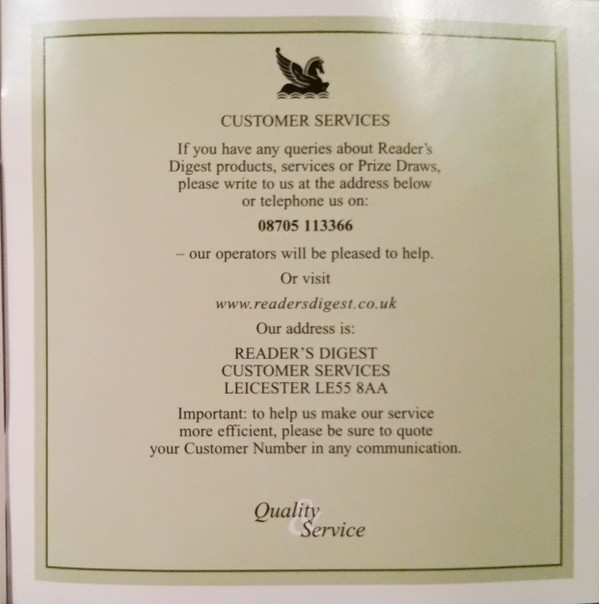 CUSTOMER SERVICES
If you have any queries about Reader's
Digest products, services or Prize Draws,
please write to us at the address below
or telephone us on:
08705 113366
– our operators will be pleased to help.
Or visit
www.readersdigest.co.uk
Our address is:
READER'S DIGEST
CUSTOMER SERVICES
LEICESTER LE55 8AA
Important: to help us make our service
more efficient, please be sure to quote
your Customer Number in any communication.
Quality
&
Service